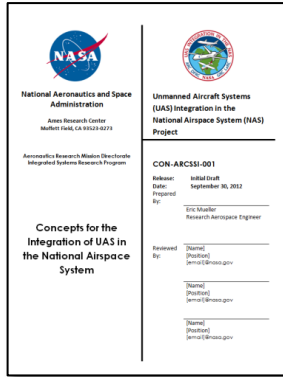 NASA
National Aeronautics and Space
Administration
Ames Research Center
Moffett Field, CA 93523-0273
Aeronautics Research Mission Directorate
Integrated Systems Research Program
Concepts for the
Integration of UAS in
the National Airspace
System
Unmanned Aircraft Systems
(UAS) Integration in the
National Airspace System (NAS)
Project
CON-ARCSSI-001
Release: Initial Draft
Date: September 30, 2012
Prepared
By:
Eric Mueller
Research Aerospace Engineer
Reviewed [Name]
By: [Position]
[email]@nasa.gov
[Name]
[Position]
[email]@nasa.gov
[Name]
[Position]
[email]@nasa.gov